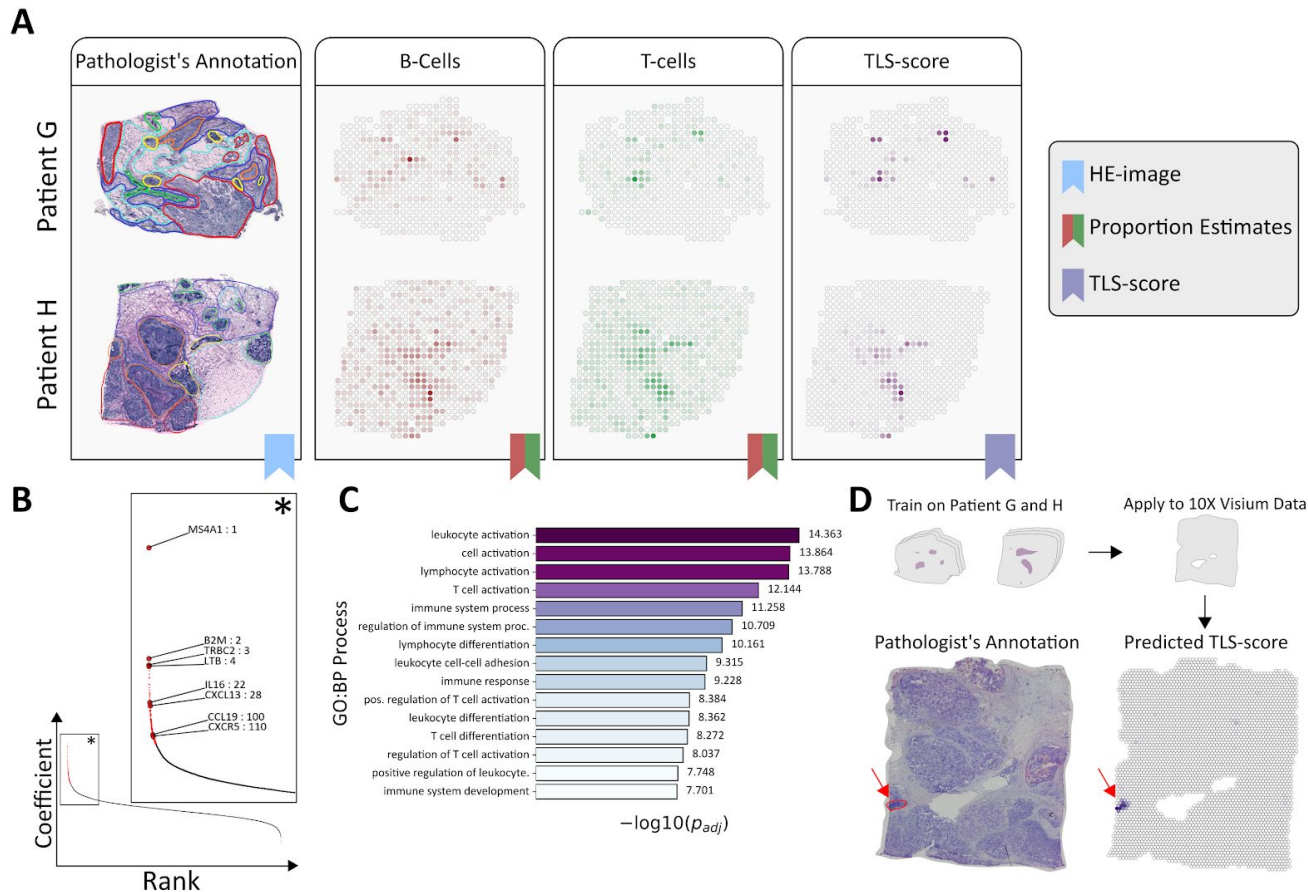 A
Pathologist's Annotation
B-Cells
T-cells
TLS-score
Patient G
Patient H
HE-image
Proportion Estimates
TLS-score
B
*
MS4A1 : 1
B2M : 2
TRBC2 : 3
LTB : 4
IL16 : 22
CXCL13 : 28
CCL19 : 100
CXCR5 : 110
*
Coefficient
Rank
C
GO:BP Process
leukocyte activation 14.363
cell activation 13.864
lymphocyte activation 13.788
T cell activation 12.144
immune system process 11.258
regulation of immune system proc. 10.709
lymphocyte differentiation 10.161
leukocyte cell-cell adhesion 9.315
immune response 9.228
pos. regulation of T cell activation 8.384
leukocyte differentiation 8.362
T cell differentiation 8.272
regulation of T cell activation 8.037
positive regulation of leukocyte. 7.748
immune system development 7.701
−log10(p_adj)
D
Train on Patient G and H
Apply to 10X Visium Data
Pathologist's Annotation
Predicted TLS-score